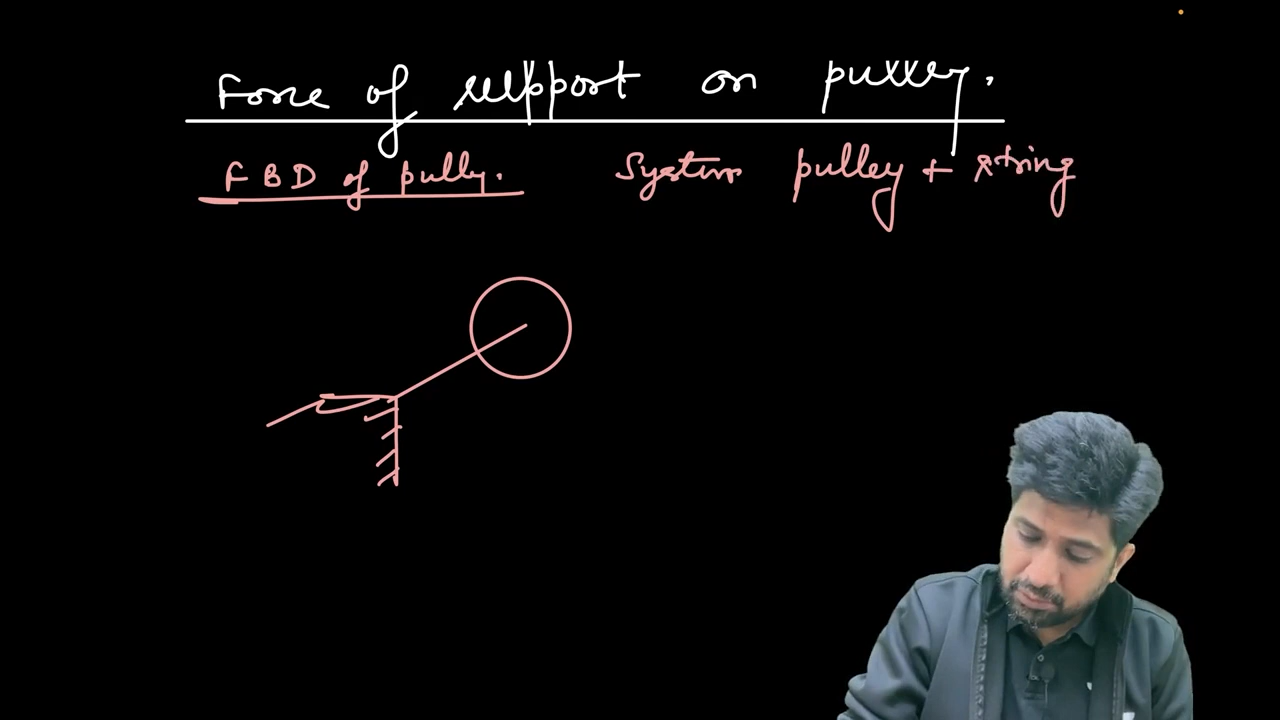 Force of support on pulley.
FBD of pully. System pulley + string